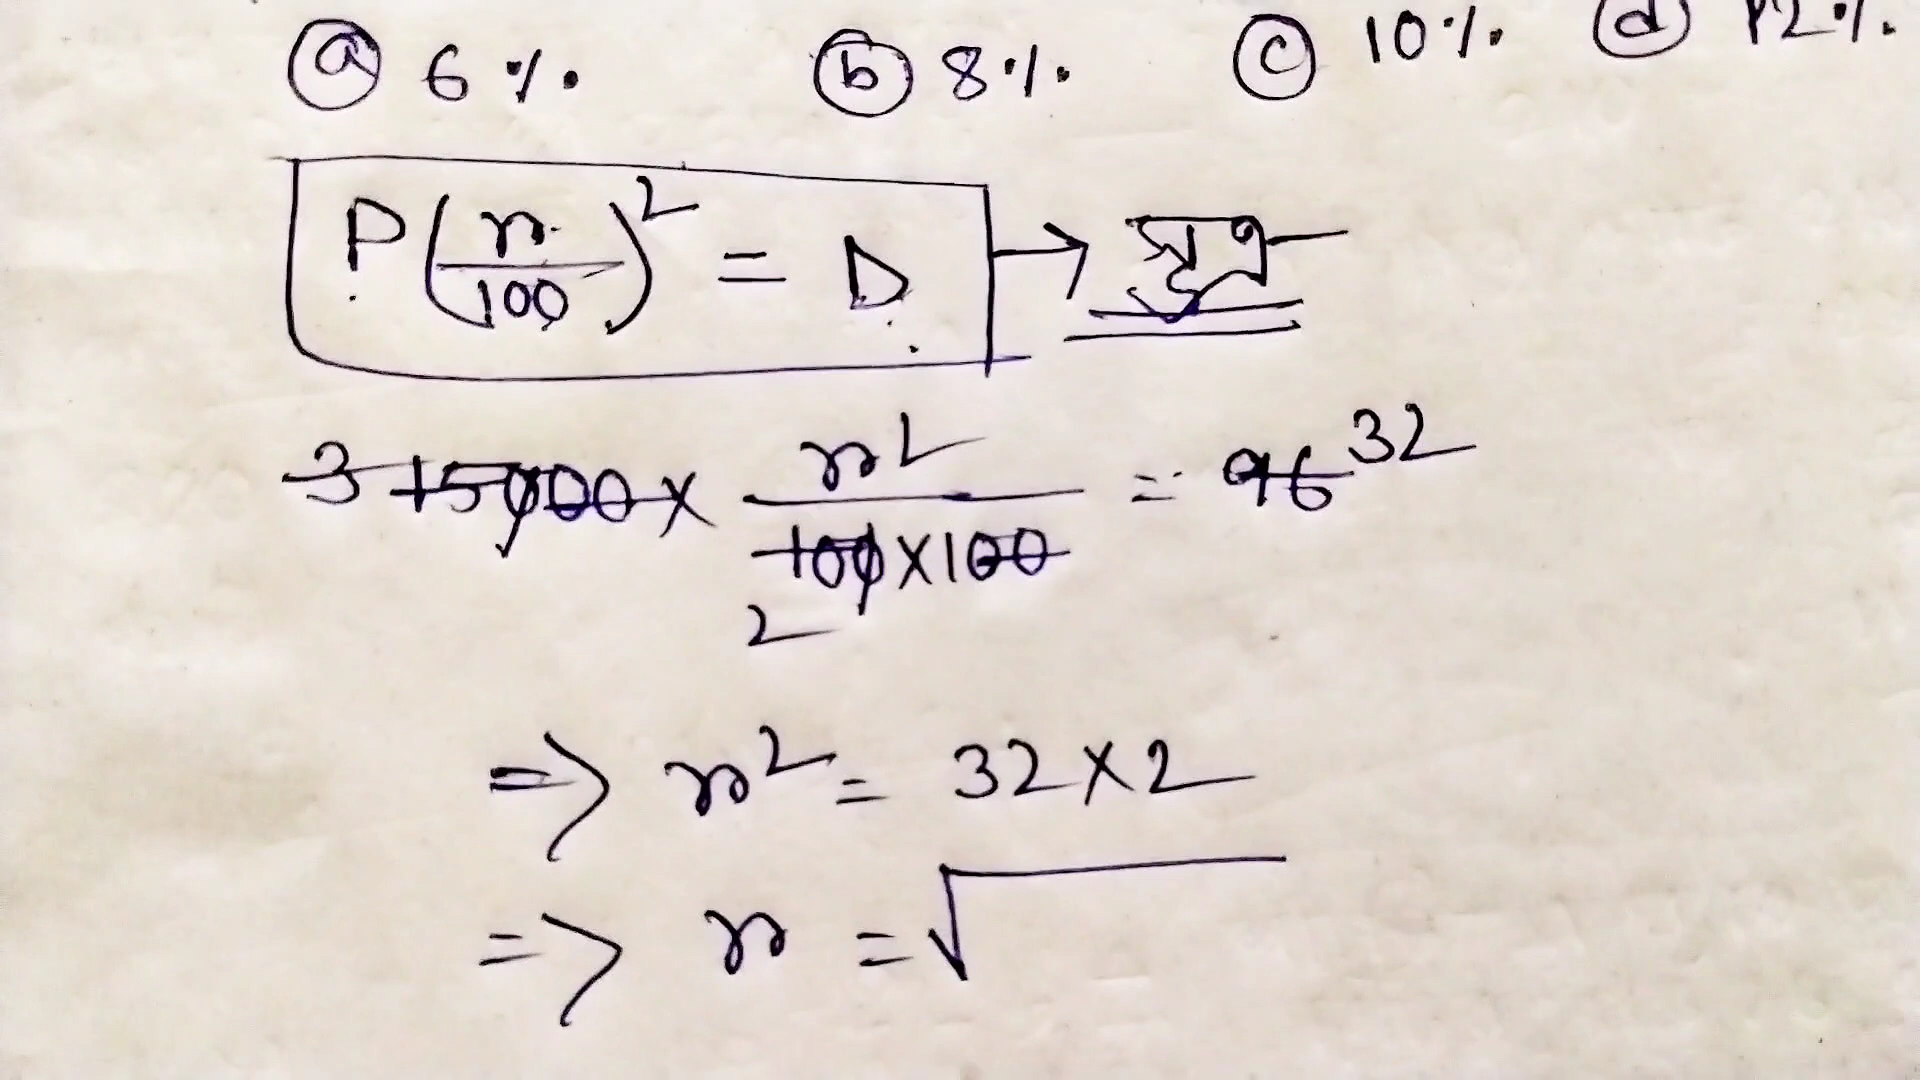 ⓐ 6% ⓑ 8% ⓒ 10% ⓓ 12%
P(r/100)² = D → সূত্র
3 15000 × r²/(100×100) = 96 32
2
=> r² = 32×2
=> r = √